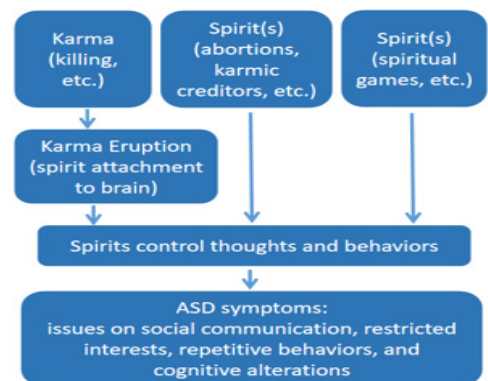 Karma
(killing,
etc.)
Spirit(s)
(abortions,
karmic
creditors, etc.)
Spirit(s)
(spiritual
games, etc.)
Karma Eruption
(spirit attachment
to brain)
Spirits control thoughts and behaviors
ASD symptoms:
issues on social communication, restricted
interests, repetitive behaviors, and
cognitive alterations